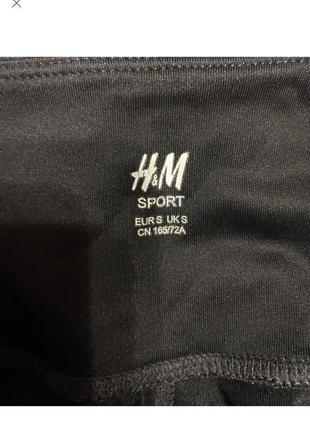 H&M
SPORT
EUR S UK S
CN 165/72A